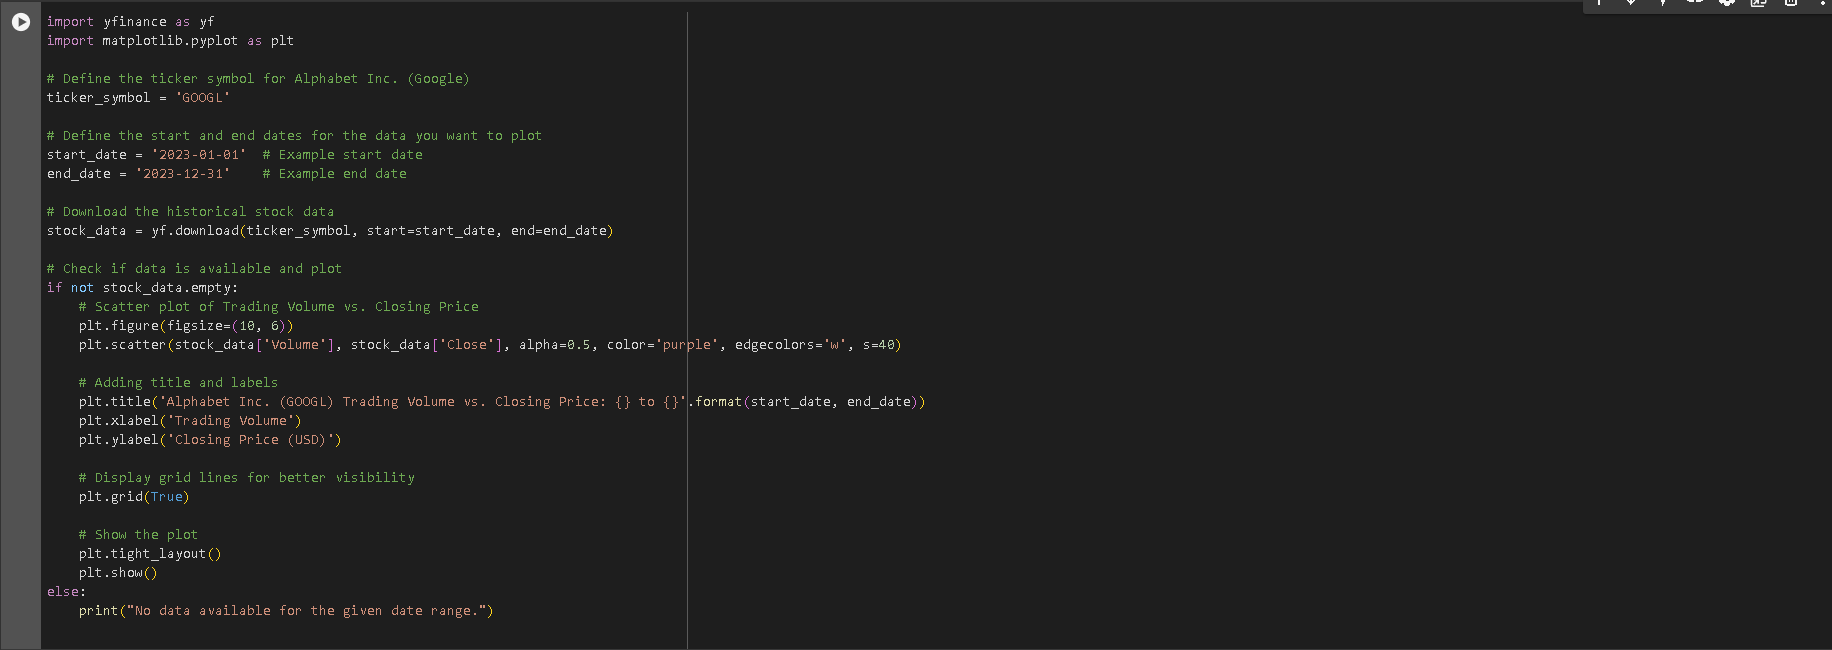 import yfinance as yf
import matplotlib.pyplot as plt
# Define the ticker symbol for Alphabet Inc. (Google)
ticker_symbol = 'GOOGL'
# Define the start and end dates for the data you want to plot
start_date = '2023-01-01'  # Example start date
end_date = '2023-12-31'    # Example end date
# Download the historical stock data
stock_data = yf.download(ticker_symbol, start=start_date, end=end_date)
# Check if data is available and plot
if not stock_data.empty:
    # Scatter plot of Trading Volume vs. Closing Price
    plt.figure(figsize=(10, 6))
    plt.scatter(stock_data['Volume'], stock_data['Close'], alpha=0.5, color='purple', edgecolors='w', s=40)
    # Adding title and labels
    plt.title('Alphabet Inc. (GOOGL) Trading Volume vs. Closing Price: {} to {}'.format(start_date, end_date))
    plt.xlabel('Trading Volume')
    plt.ylabel('Closing Price (USD)')
    # Display grid lines for better visibility
    plt.grid(True)
    # Show the plot
    plt.tight_layout()
    plt.show()
else:
    print("No data available for the given date range.")